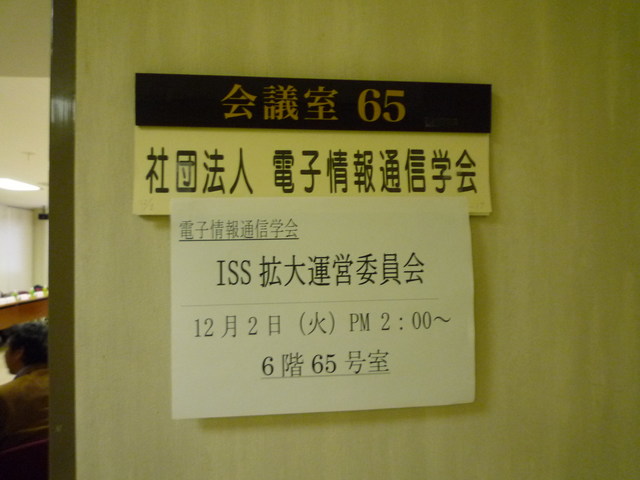 会議室 65
社団法人 電子情報通信学会
電子情報通信学会
ISS 拡大運営委員会
12月2日（火）PM 2：00～
6階65号室